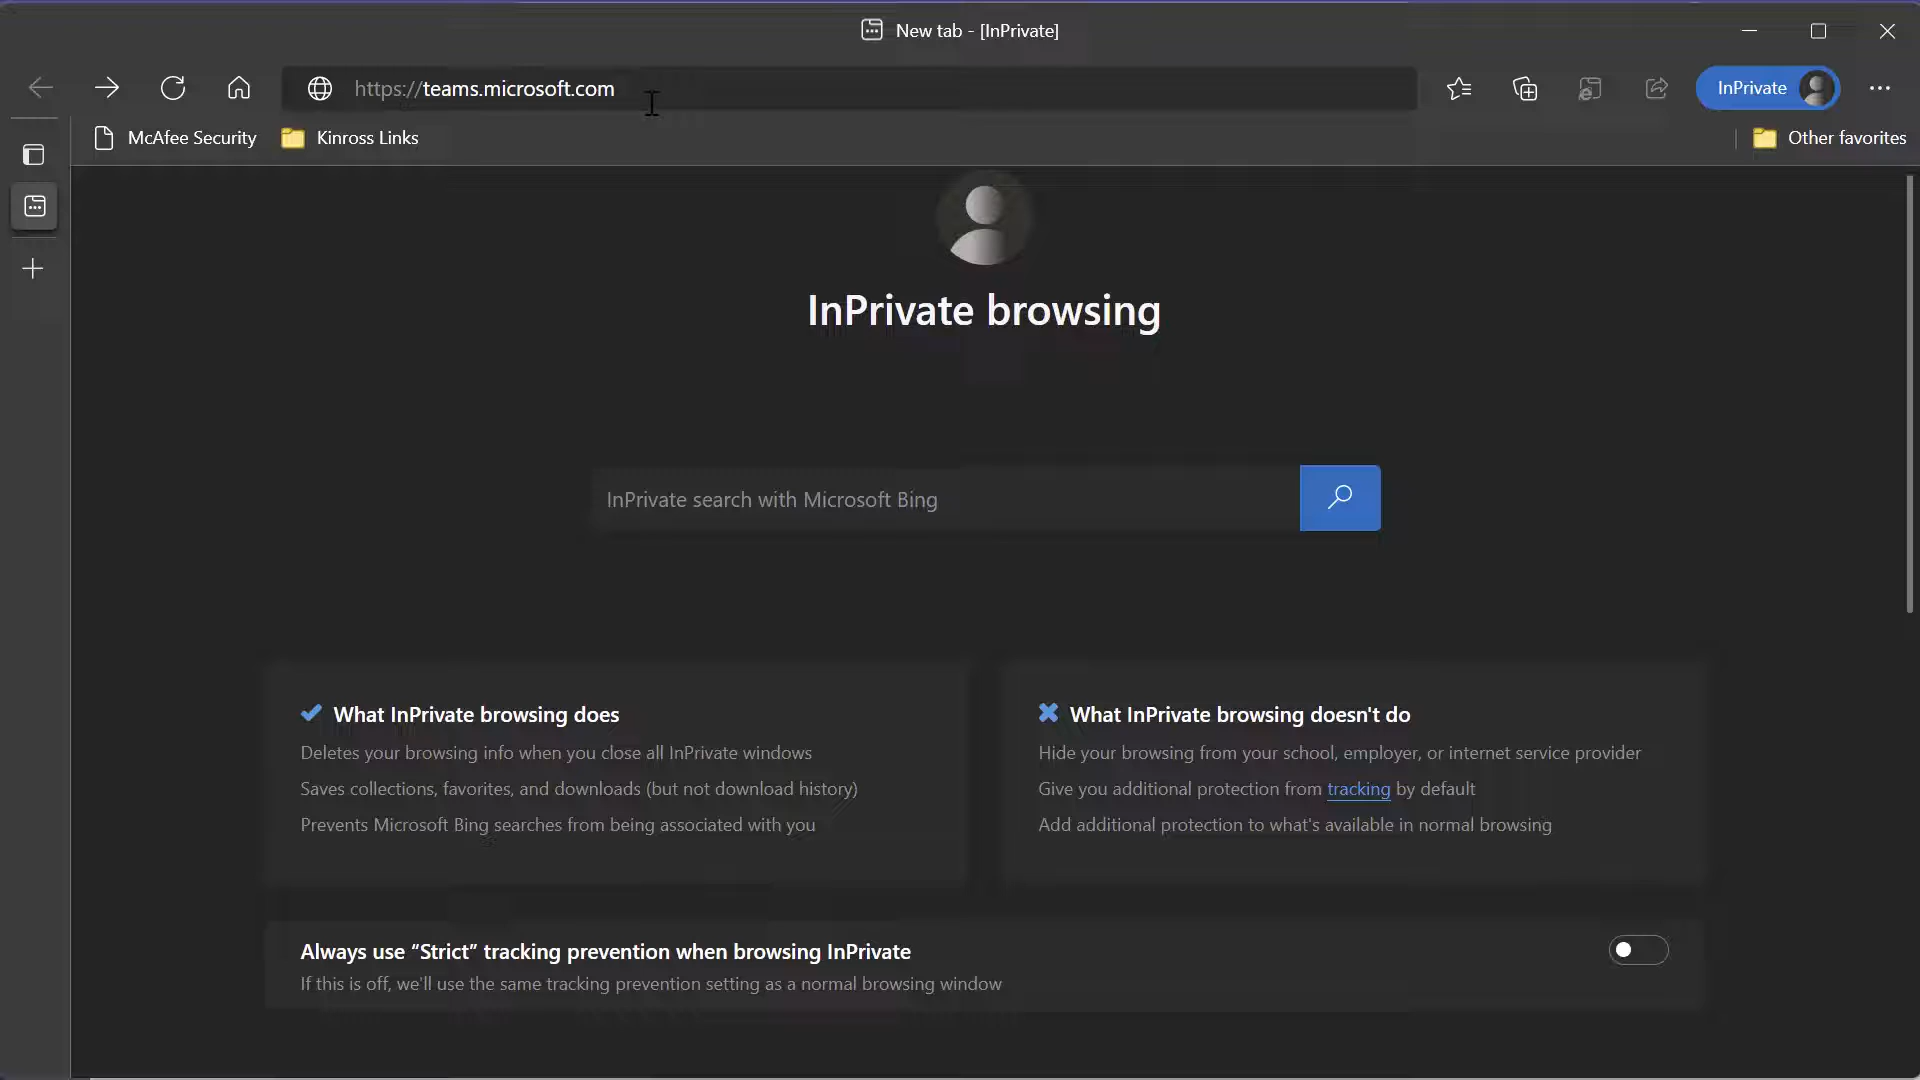 New tab - [InPrivate]
https://teams.microsoft.com
InPrivate
McAfee Security
Kinross Links
Other favorites
InPrivate browsing
InPrivate search with Microsoft Bing
What InPrivate browsing does
Deletes your browsing info when you close all InPrivate windows
Saves collections, favorites, and downloads (but not download history)
Prevents Microsoft Bing searches from being associated with you
What InPrivate browsing doesn't do
Hide your browsing from your school, employer, or internet service provider
Give you additional protection from tracking by default
Add additional protection to what's available in normal browsing
Always use “Strict” tracking prevention when browsing InPrivate
If this is off, we'll use the same tracking prevention setting as a normal browsing window